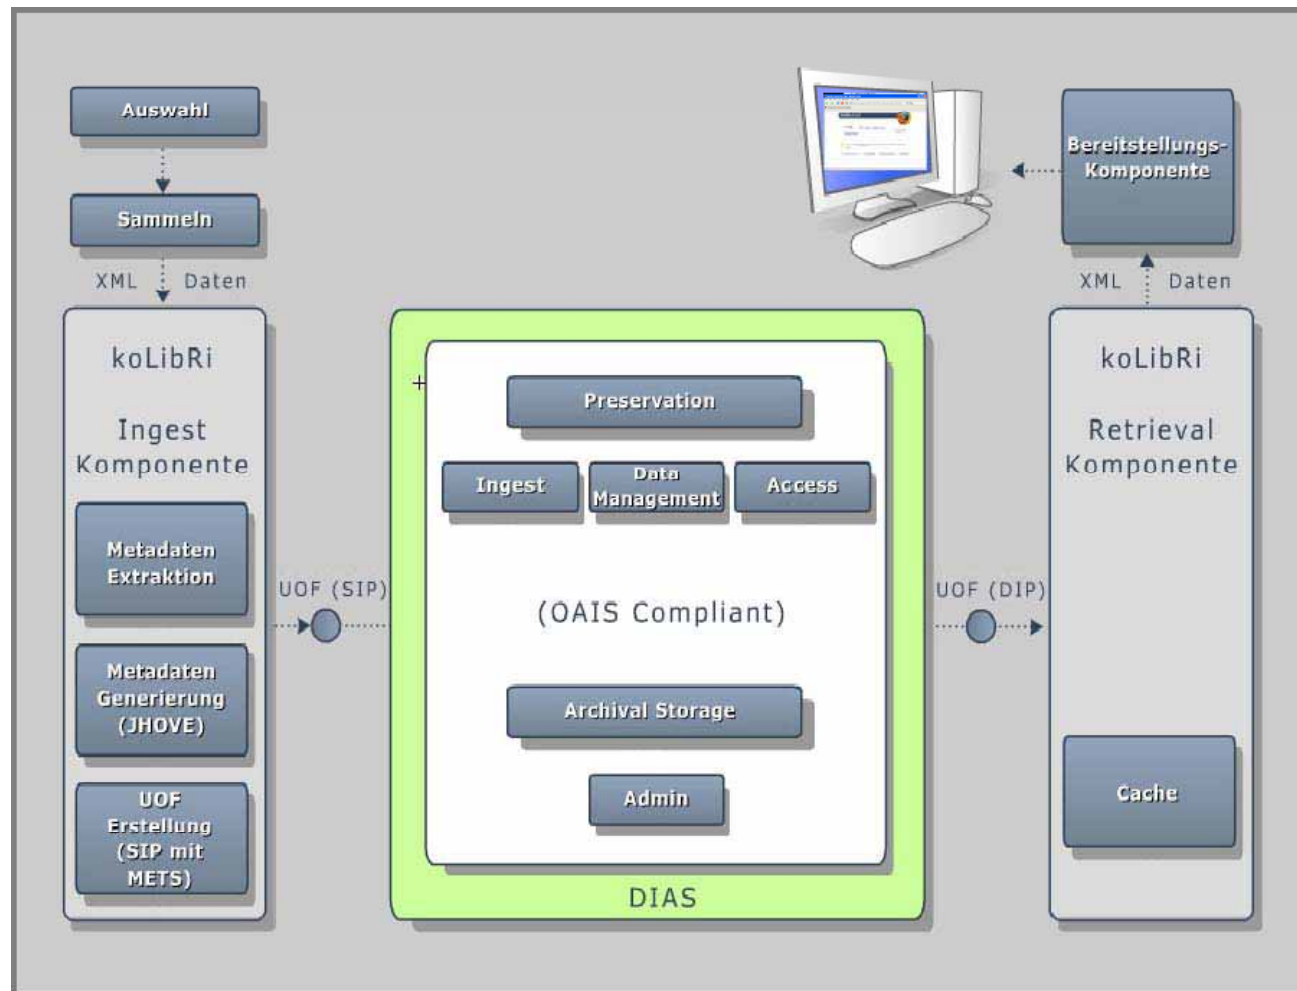 Auswahl
Sammeln
XML Daten
koLibRi
Ingest
Komponente
Metadaten
Extraktion
Metadaten
Generierung
(JHOVE)
UOF
Erstellung
(SIP mit
METS)
UOF (SIP)
Preservation
Ingest
Data
Management
Access
(OAIS Compliant)
Archival Storage
Admin
DIAS
UOF (DIP)
Bereitstellungs-
Komponente
XML Daten
koLibRi
Retrieval
Komponente
Cache